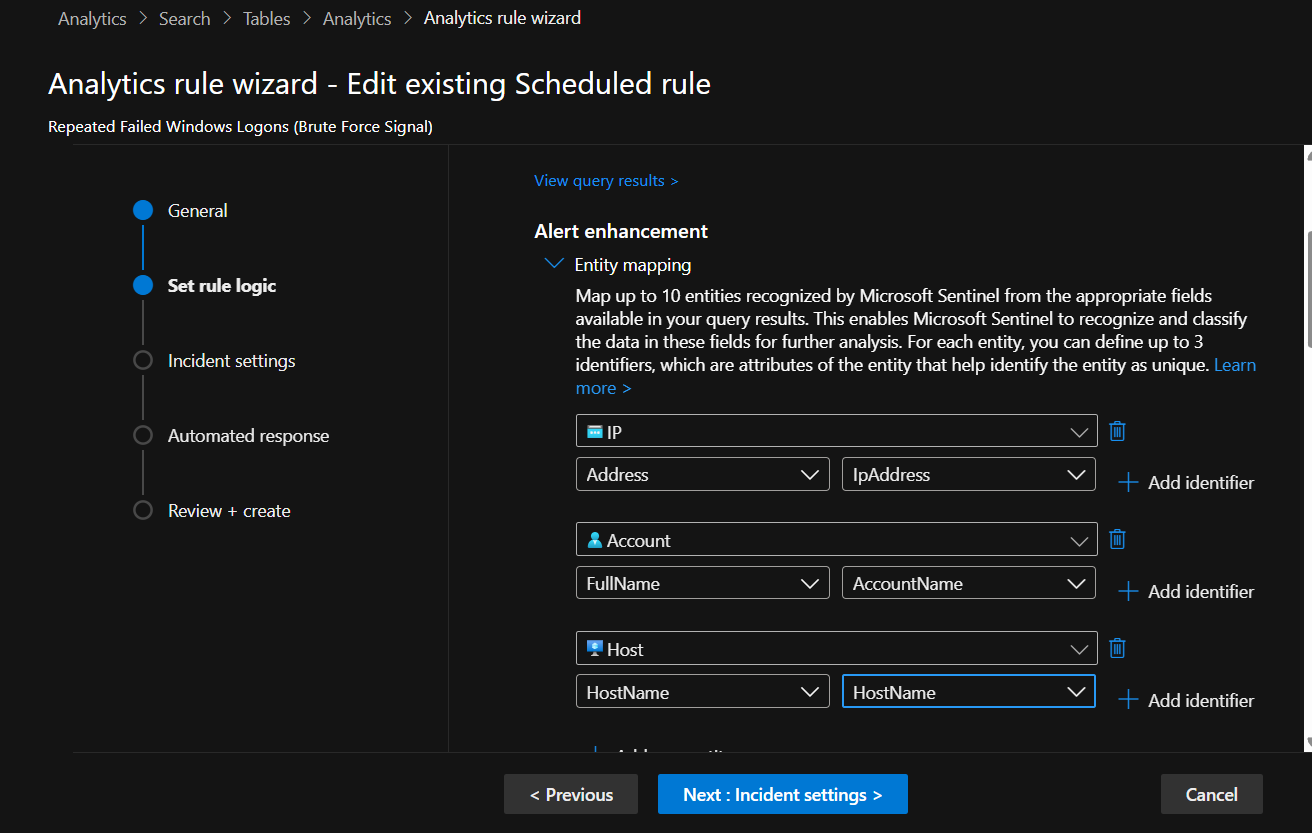 Analytics > Search > Tables > Analytics > Analytics rule wizard
Analytics rule wizard - Edit existing Scheduled rule
Repeated Failed Windows Logons (Brute Force Signal)
General
Set rule logic
Incident settings
Automated response
Review + create
View query results >
Alert enhancement
Entity mapping
Map up to 10 entities recognized by Microsoft Sentinel from the appropriate fields
available in your query results. This enables Microsoft Sentinel to recognize and classify
the data in these fields for further analysis. For each entity, you can define up to 3
identifiers, which are attributes of the entity that help identify the entity as unique. Learn
more >
IP
Address IpAddress + Add identifier
Account
FullName AccountName + Add identifier
Host
HostName HostName + Add identifier
< Previous Next : Incident settings > Cancel